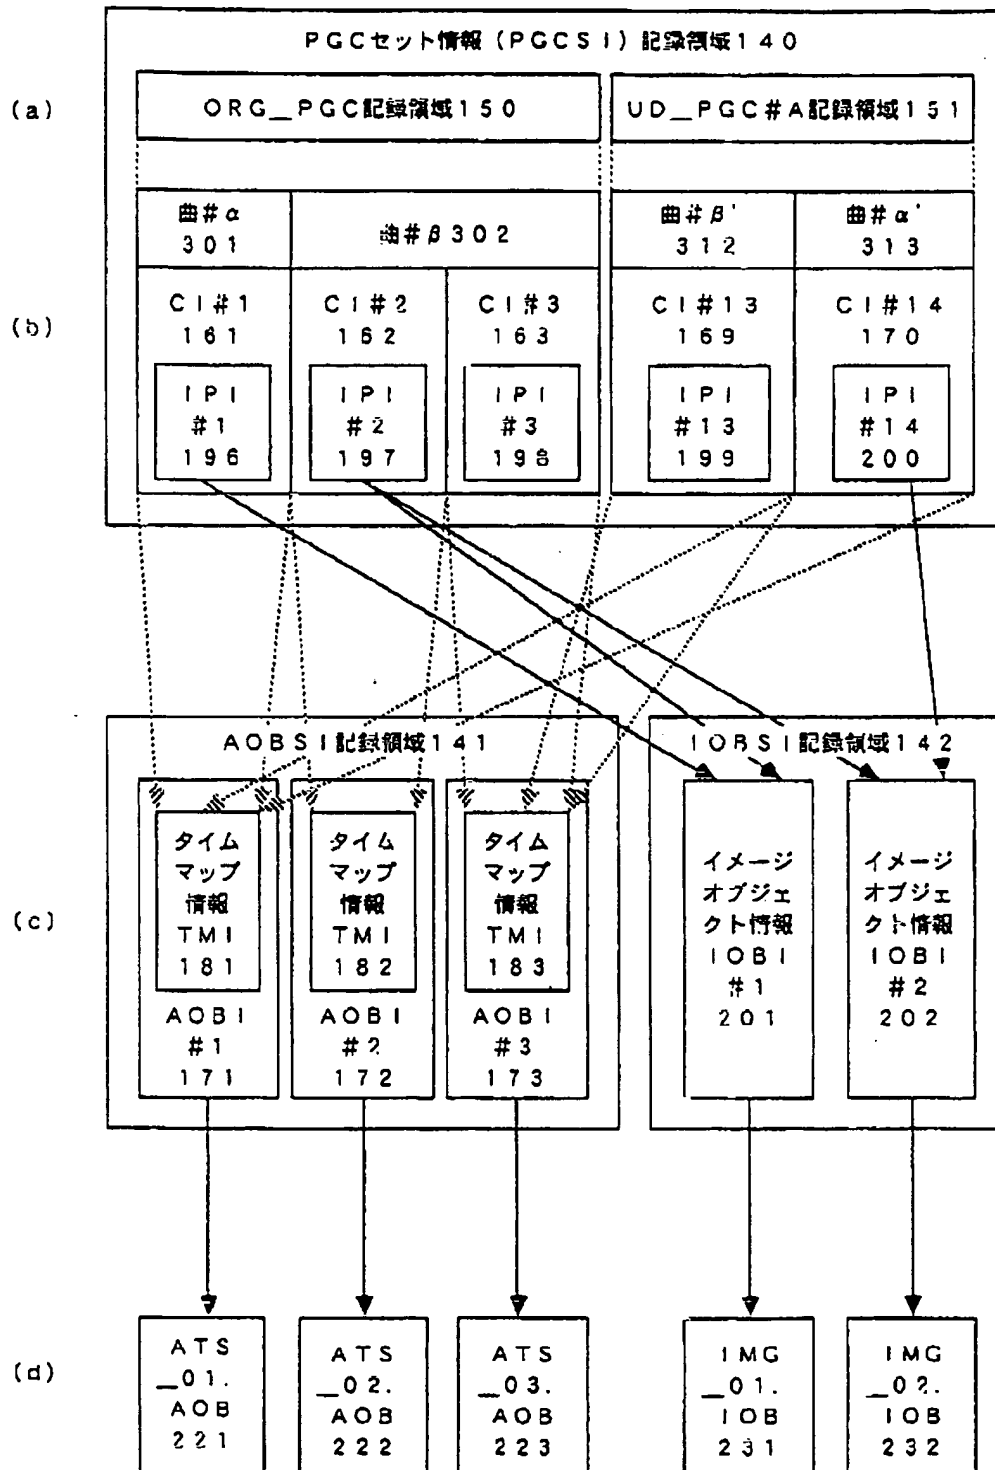 PGCセット情報(PGCSI)記録領域140
(a)
ORG__PGC記録領域150
UD__PGC#A記録領域151
曲#α
301
曲#β302
曲#β'
312
曲#α'
313
(b)
CI#1
161
CI#2
162
CI#3
163
CI#13
169
CI#14
170
IPI
#1
196
IPI
#2
197
IPI
#3
198
IPI
#13
199
IPI
#14
200
AOBSI記録領域141
IOBSI記録領域142
(c)
タイム
マップ
情報
TMI
181
タイム
マップ
情報
TMI
182
タイム
マップ
情報
TMI
183
AOBI
#1
171
AOBI
#2
172
AOBI
#3
173
イメージ
オブジェ
クト情報
IOBI
#1
201
イメージ
オブジェ
クト情報
IOBI
#2
202
(d)
ATS
__01.
AOB
221
ATS
__02.
AOB
222
ATS
__03.
AOB
223
IMG
__01.
IOB
231
IMG
__02.
IOB
232